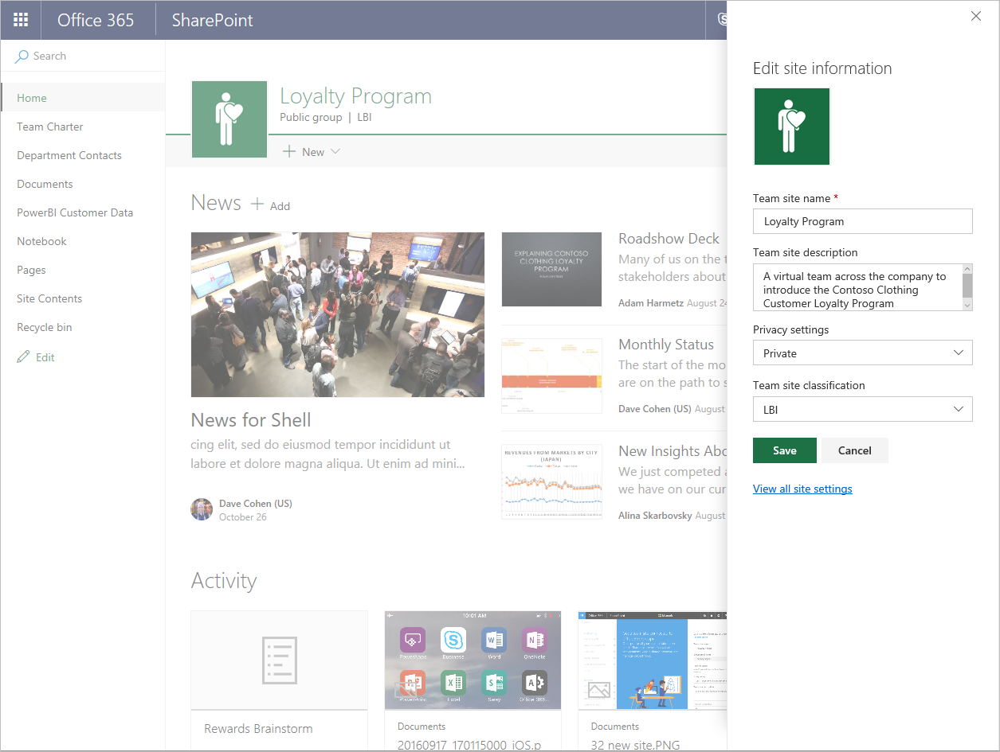 Office 365
SharePoint
Search
Home
Team Charter
Department Contacts
Documents
PowerBI Customer Data
Notebook
Pages
Site Contents
Recycle bin
Edit
Loyalty Program
Public group | LBI
New
News
Add
News for Shell
cing elit, sed do eiusmod tempor incididunt ut
labore et dolore magna aliqua. Ut enim ad mini...
Dave Cohen (US)
October 26
EXPLAINING CONTOSO
CLOTHING LOYALTY
PROGRAM
Roadshow Deck
Many of us on the t
stakeholders about
Adam Harmetz August 24
Monthly Status
The start of the mo
are on the path to s
Dave Cohen (US) August
REVENUES FROM MARKETS BY CITY
(JAPAN)
New Insights Abo
We just competed a
we have on our cur
Alina Skarbovsky August
Activity
Rewards Brainstorm
10:01 AM
PowerApps
Business
Word
OneNote
PowerPoint
Excel
Sway
Office 365...
Documents
20160917_170115000_iOS.p
Office 365
SharePoint
Documents
32 new site.PNG
Edit site information
Team site name *
Loyalty Program
Team site description
A virtual team across the company to
introduce the Contoso Clothing
Customer Loyalty Program
Privacy settings
Private
Team site classification
LBI
Save
Cancel
View all site settings